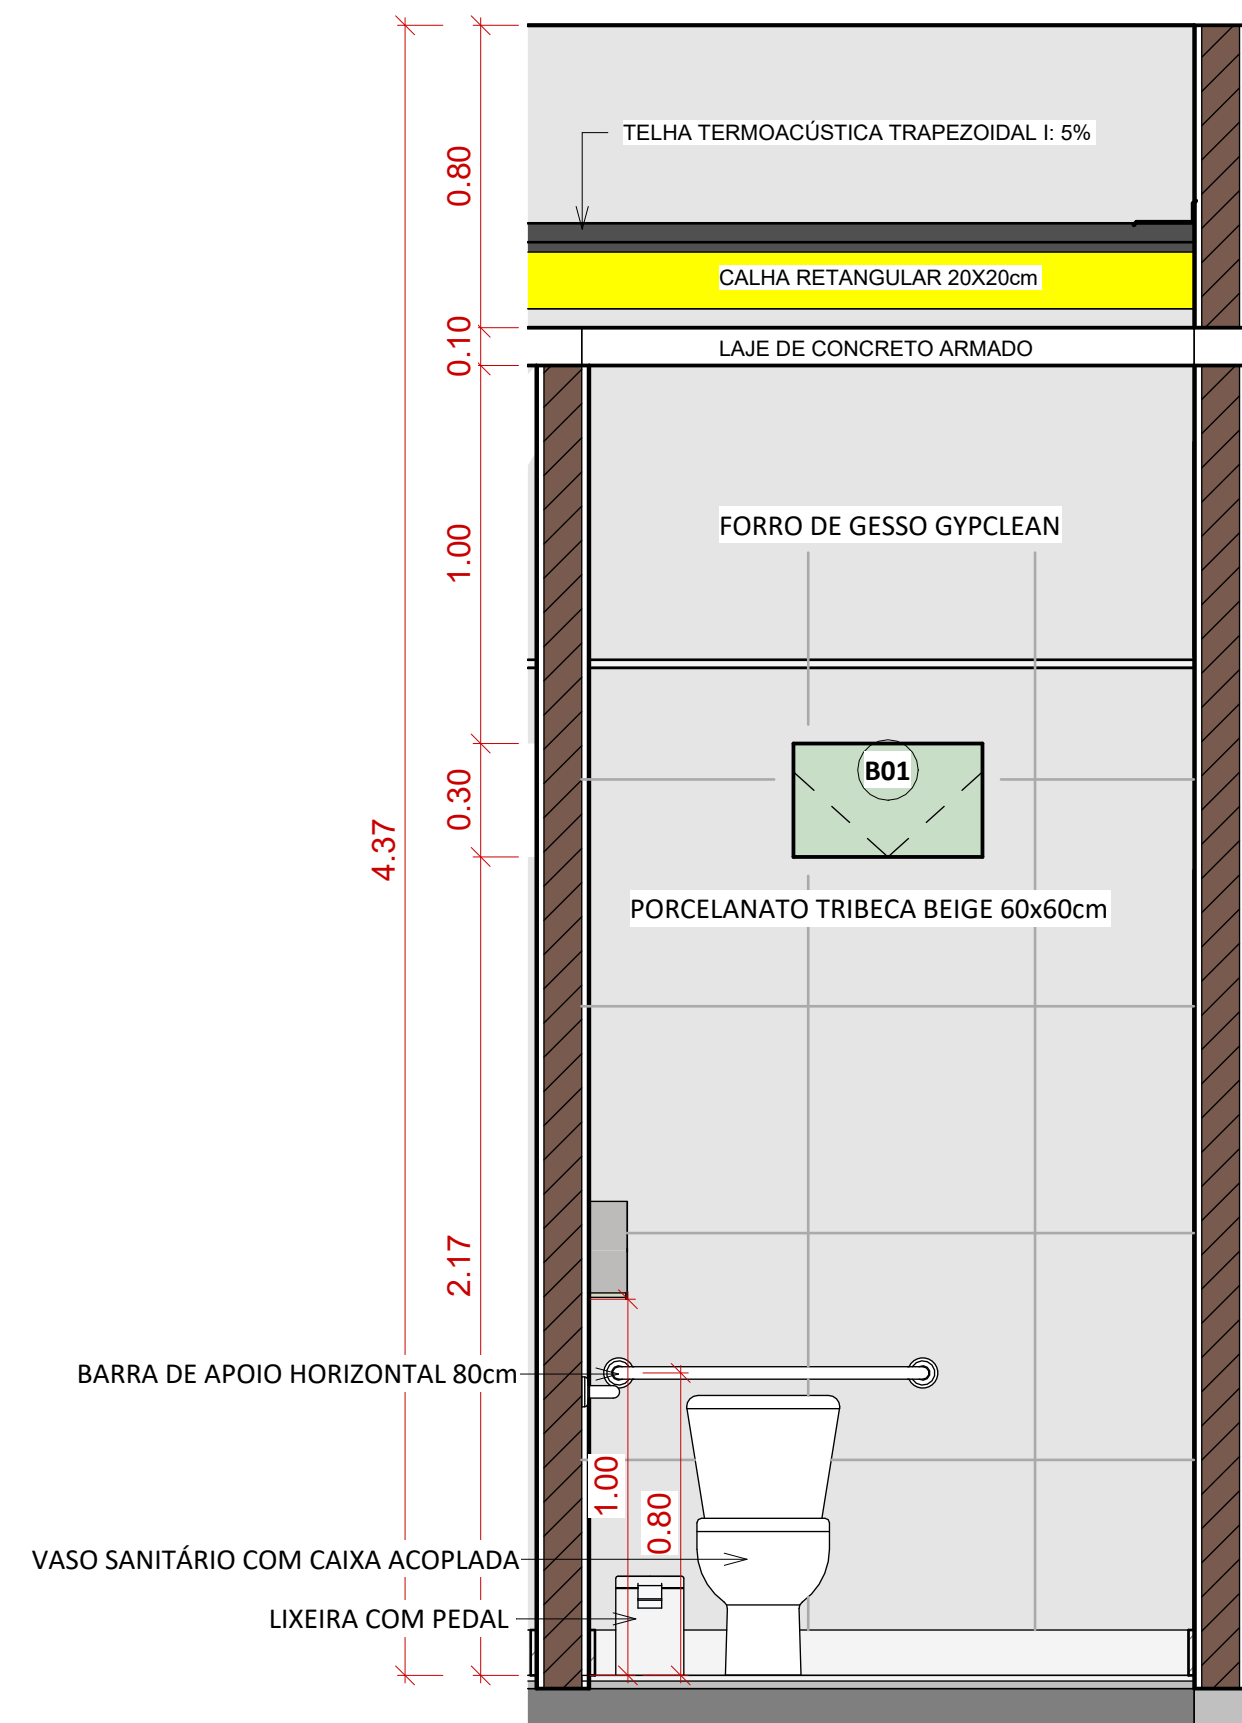 TELHA TERMOACÚSTICA TRAPEZOIDAL I: 5%
0.80
CALHA RETANGULAR 20X20cm
0.10
LAJE DE CONCRETO ARMADO
FORRO DE GESSO GYPCLEAN
1.00
B01
0.30
4.37
PORCELANATO TRIBECA BEIGE 60x60cm
2.17
BARRA DE APOIO HORIZONTAL 80cm
1.00
0.80
VASO SANITÁRIO COM CAIXA ACOPLADA
LIXEIRA COM PEDAL